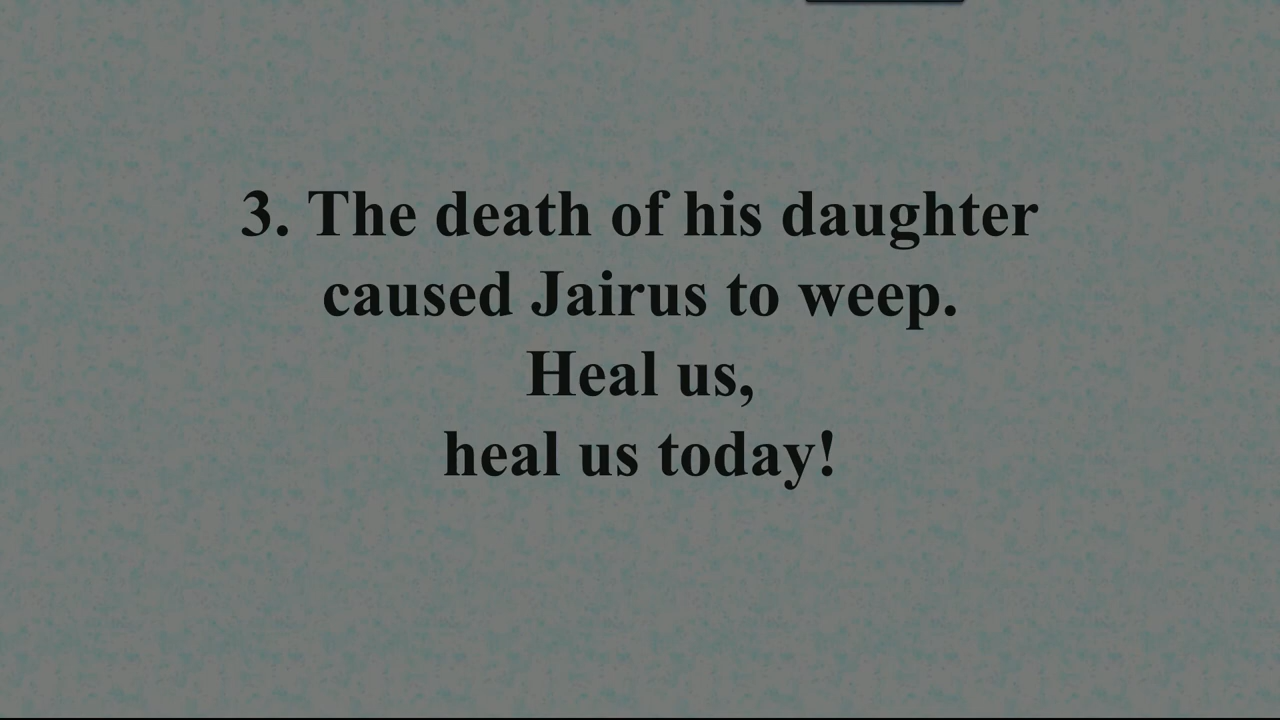 3. The death of his daughter
caused Jairus to weep.
Heal us,
heal us today!